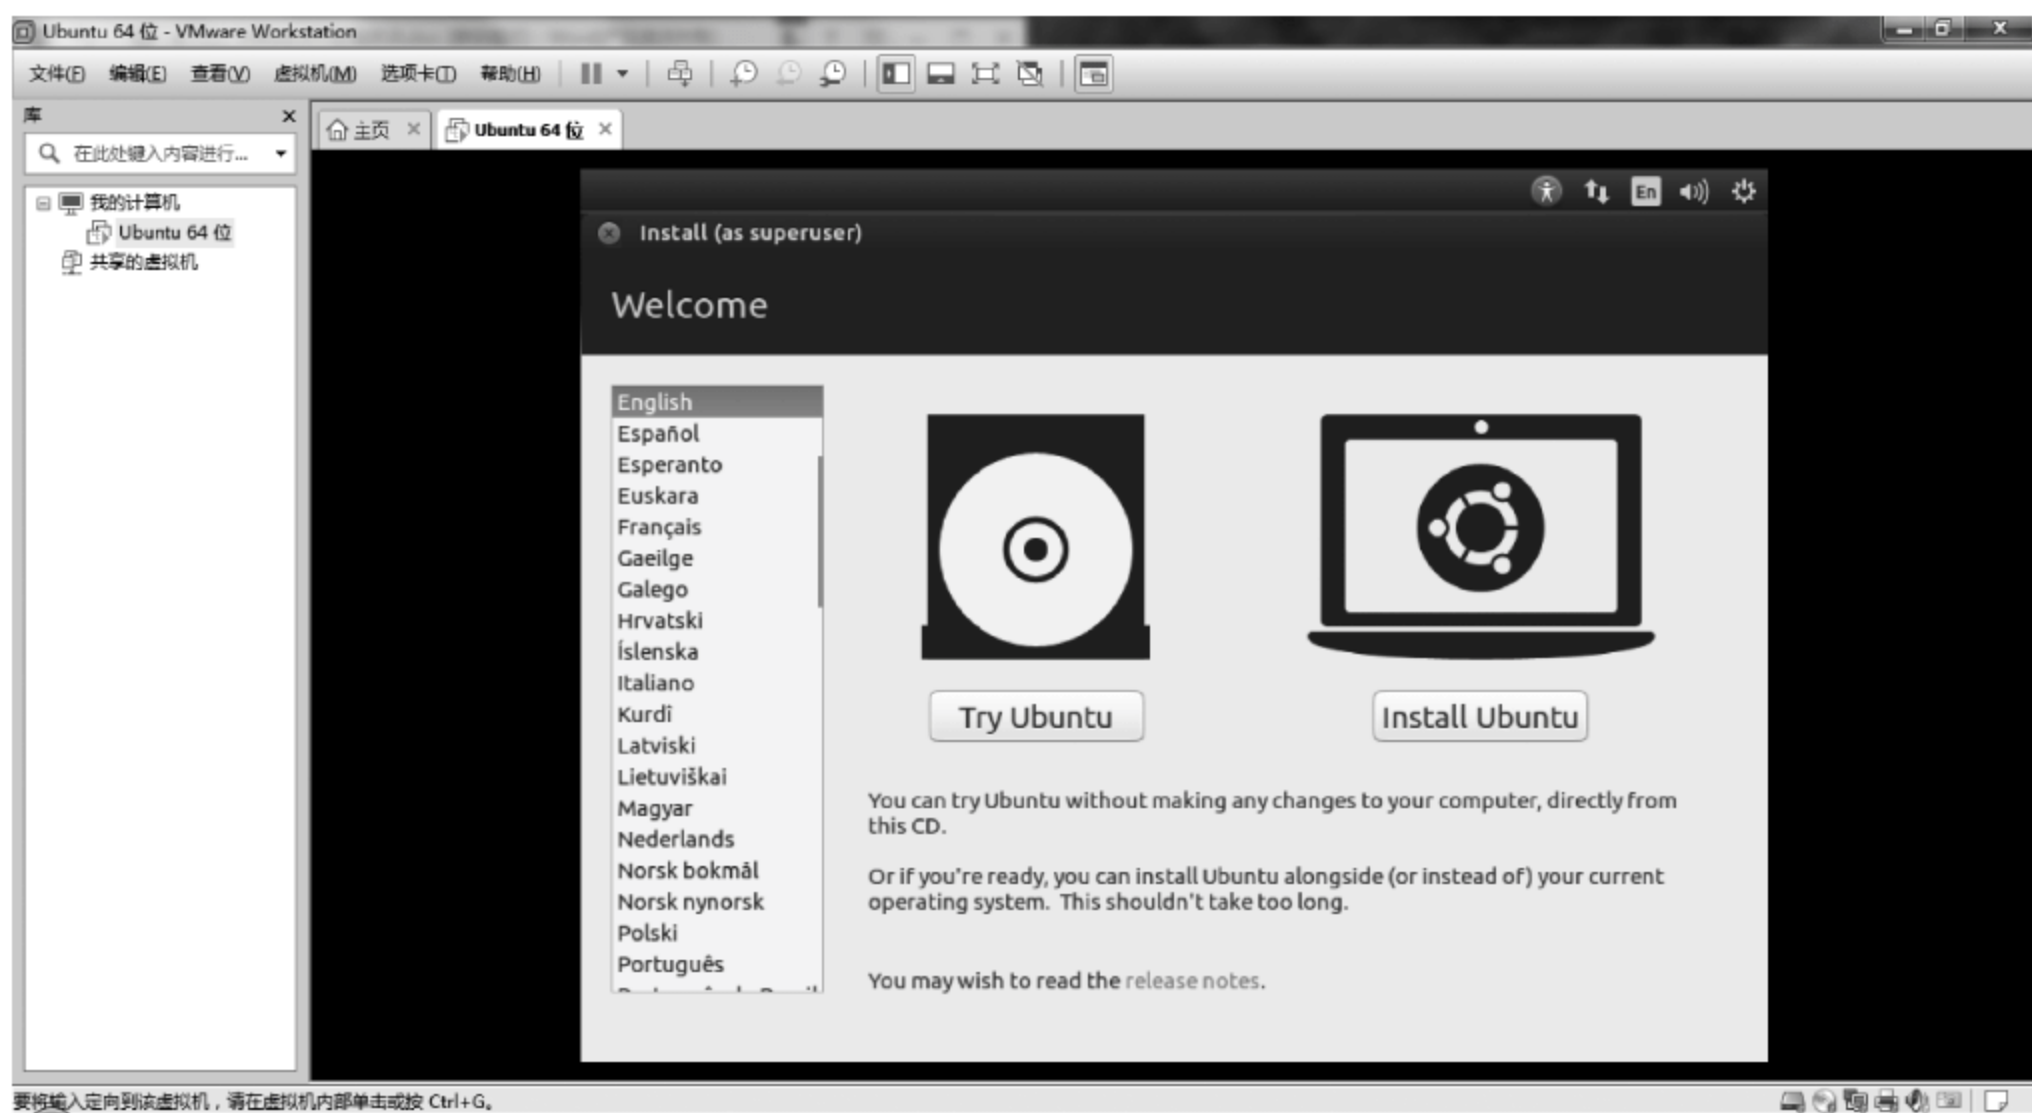 Ubuntu 64 位 - VMware Workstation
文件(F) 编辑(E) 查看(V) 虚拟机(M) 选项卡(T) 帮助(H)
库
主页
Ubuntu 64 位
在此处键入内容进行...
我的计算机
Ubuntu 64 位
共享的虚拟机
En
Install (as superuser)
Welcome
English
Español
Esperanto
Euskara
Français
Gaeilge
Galego
Hrvatski
Íslenska
Italiano
Kurdî
Latviski
Lietuviškai
Magyar
Nederlands
Norsk bokmål
Norsk nynorsk
Polski
Português
Try Ubuntu
Install Ubuntu
You can try Ubuntu without making any changes to your computer, directly from
this CD.
Or if you're ready, you can install Ubuntu alongside (or instead of) your current
operating system. This shouldn't take too long.
You may wish to read the release notes.
要将输入定向到该虚拟机，请在虚拟机内部单击或按 Ctrl+G。